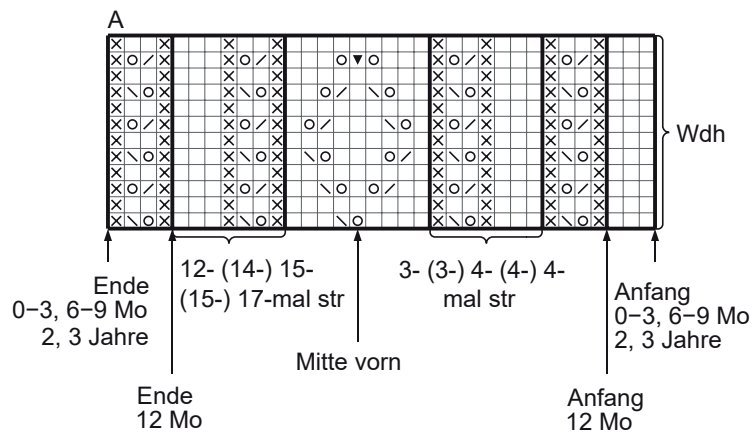 A
Wdh
Ende
0–3, 6–9 Mo
2, 3 Jahre
12- (14-) 15-
(15-) 17-mal str
3- (3-) 4- (4-) 4-
mal str
Anfang
0–3, 6–9 Mo
2, 3 Jahre
Mitte vorn
Ende
12 Mo
Anfang
12 Mo